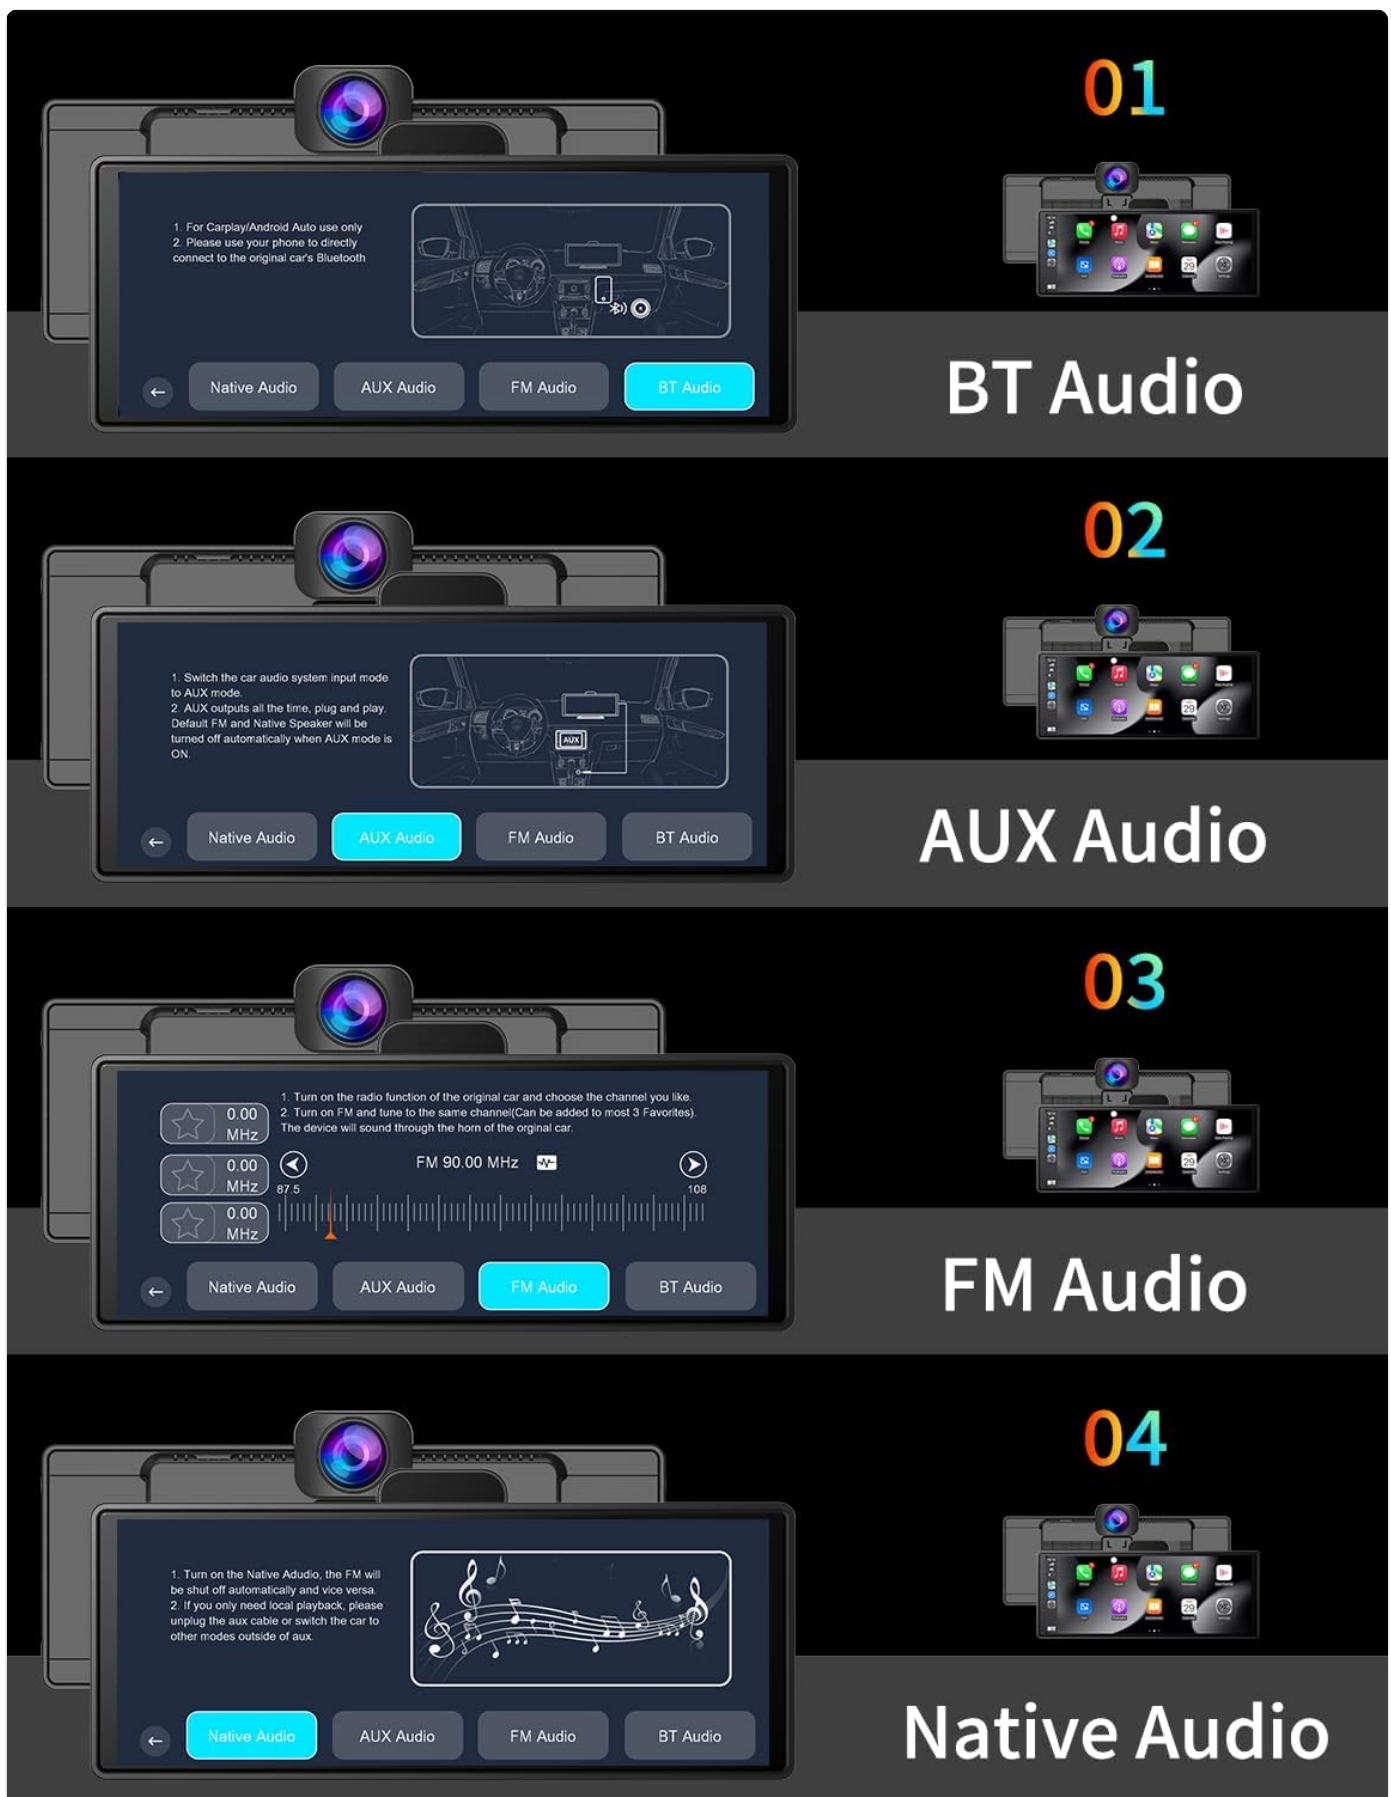 01
1. For Carplay/Android Auto use only
2. Please use your phone to directly
connect to the original car's Bluetooth
29
Native Audio
AUX Audio
FM Audio
BT Audio
BT Audio
02
1. Switch the car audio system input mode
to AUX mode.
2. AUX outputs all the time, plug and play.
Default FM and Native Speaker will be
turned off automatically when AUX mode is
ON.
AUX
29
Native Audio
AUX Audio
FM Audio
BT Audio
AUX Audio
03
1. Turn on the radio function of the original car and choose the channel you like.
2. Turn on FM and tune to the same channel(Can be added to most 3 Favorites).
The device will sound through the horn of the orginal car.
0.00
MHz
0.00
MHz
0.00
MHz
FM 90.00 MHz
87.5
108
29
Native Audio
AUX Audio
FM Audio
BT Audio
FM Audio
04
1. Turn on the Native Adudio, the FM will
be shut off automatically and vice versa.
2. If you only need local playback, please
unplug the aux cable or switch the car to
other modes outside of aux.
29
Native Audio
AUX Audio
FM Audio
BT Audio
Native Audio